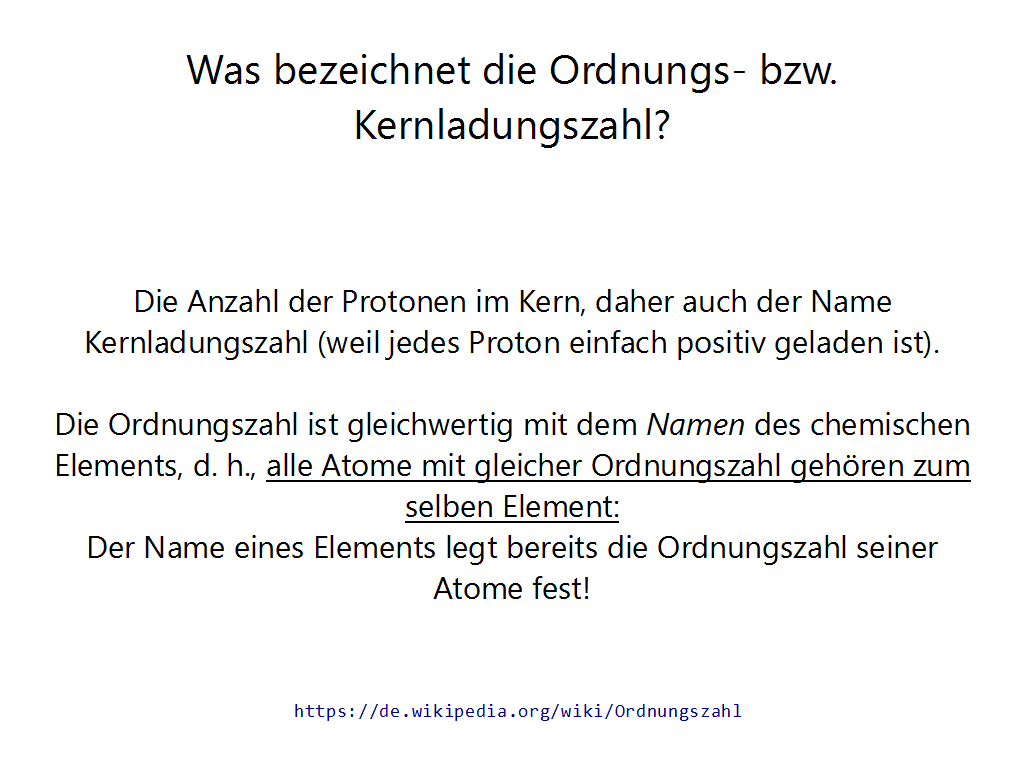 Was bezeichnet die Ordnungs- bzw.
Kernladungszahl?
Die Anzahl der Protonen im Kern, daher auch der Name
Kernladungszahl (weil jedes Proton einfach positiv geladen ist).
Die Ordnungszahl ist gleichwertig mit dem Namen des chemischen
Elements, d. h., alle Atome mit gleicher Ordnungszahl gehören zum
selben Element:
Der Name eines Elements legt bereits die Ordnungszahl seiner
Atome fest!
https://de.wikipedia.org/wiki/Ordnungszahl